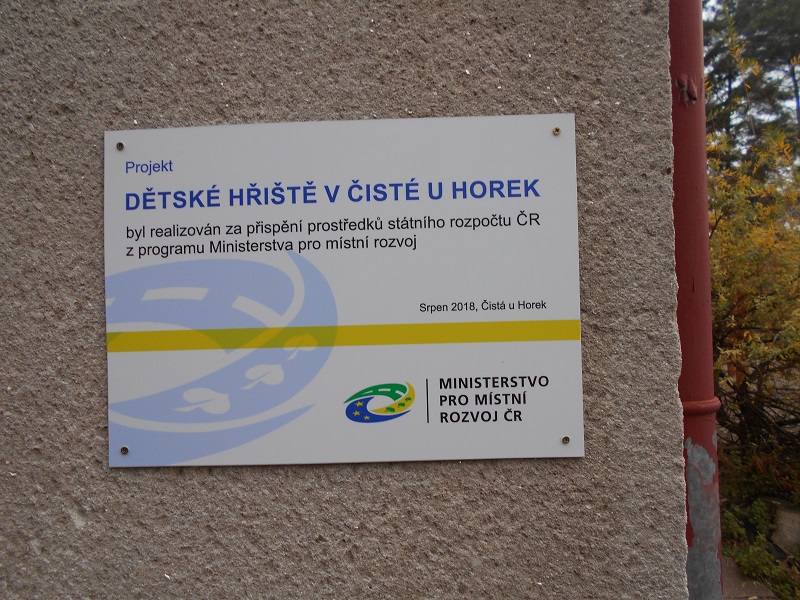 Projekt
DĚTSKÉ HŘIŠTĚ V ČISTÉ U HOREK
byl realizován za přispění prostředků státního rozpočtu ČR
z programu Ministerstva pro místní rozvoj
Srpen 2018, Čistá u Horek
MINISTERSTVO
PRO MÍSTNÍ
ROZVOJ ČR